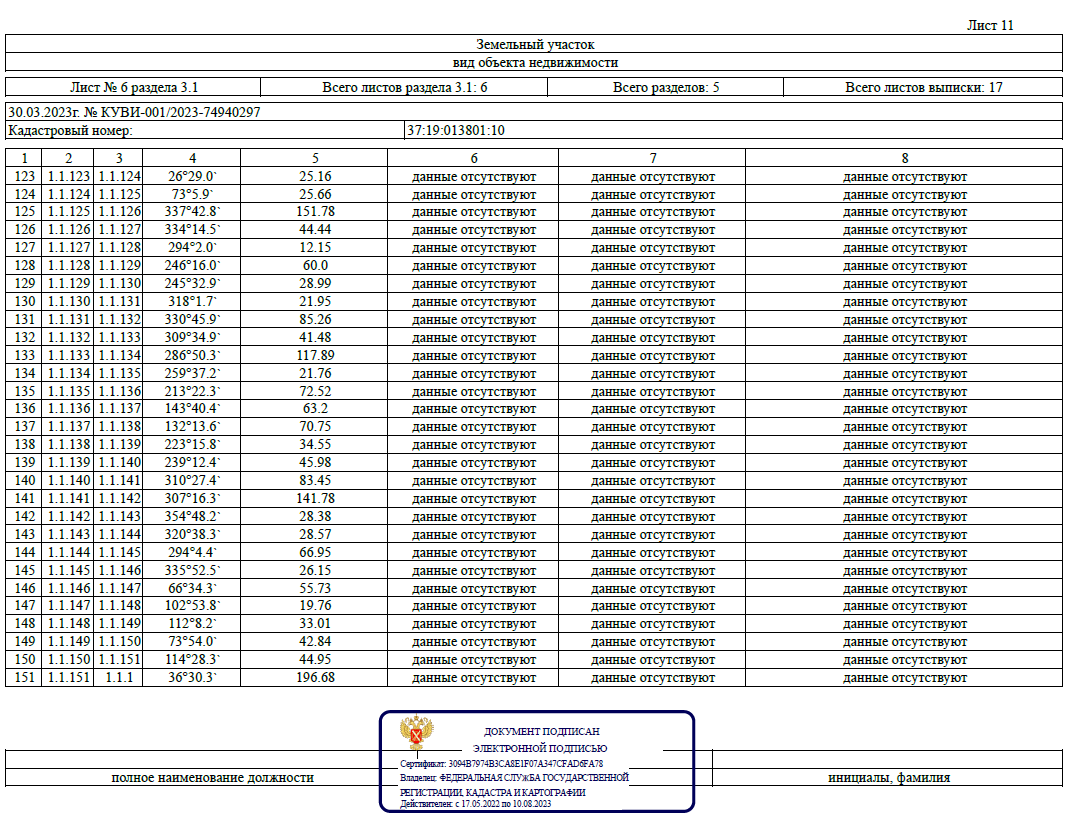 Лист 11
Земельный участок
вид объекта недвижимости
Лист № 6 раздела 3.1 Всего листов раздела 3.1: 6 Всего разделов: 5 Всего листов выписки: 17
30.03.2023г. № КУВИ-001/2023-74940297
Кадастровый номер: 37:19:013801:10
1 2 3 4 5 6 7 8
123 1.1.123 1.1.124 26°29.0` 25.16 данные отсутствуют данные отсутствуют данные отсутствуют
124 1.1.124 1.1.125 73°5.9` 25.66 данные отсутствуют данные отсутствуют данные отсутствуют
125 1.1.125 1.1.126 337°42.8` 151.78 данные отсутствуют данные отсутствуют данные отсутствуют
126 1.1.126 1.1.127 334°14.5` 44.44 данные отсутствуют данные отсутствуют данные отсутствуют
127 1.1.127 1.1.128 294°2.0` 12.15 данные отсутствуют данные отсутствуют данные отсутствуют
128 1.1.128 1.1.129 246°16.0` 60.0 данные отсутствуют данные отсутствуют данные отсутствуют
129 1.1.129 1.1.130 245°32.9` 28.99 данные отсутствуют данные отсутствуют данные отсутствуют
130 1.1.130 1.1.131 318°1.7` 21.95 данные отсутствуют данные отсутствуют данные отсутствуют
131 1.1.131 1.1.132 330°45.9` 85.26 данные отсутствуют данные отсутствуют данные отсутствуют
132 1.1.132 1.1.133 309°34.9` 41.48 данные отсутствуют данные отсутствуют данные отсутствуют
133 1.1.133 1.1.134 286°50.3` 117.89 данные отсутствуют данные отсутствуют данные отсутствуют
134 1.1.134 1.1.135 259°37.2` 21.76 данные отсутствуют данные отсутствуют данные отсутствуют
135 1.1.135 1.1.136 213°22.3` 72.52 данные отсутствуют данные отсутствуют данные отсутствуют
136 1.1.136 1.1.137 143°40.4` 63.2 данные отсутствуют данные отсутствуют данные отсутствуют
137 1.1.137 1.1.138 132°13.6` 70.75 данные отсутствуют данные отсутствуют данные отсутствуют
138 1.1.138 1.1.139 223°15.8` 34.55 данные отсутствуют данные отсутствуют данные отсутствуют
139 1.1.139 1.1.140 239°12.4` 45.98 данные отсутствуют данные отсутствуют данные отсутствуют
140 1.1.140 1.1.141 310°27.4` 83.45 данные отсутствуют данные отсутствуют данные отсутствуют
141 1.1.141 1.1.142 307°16.3` 141.78 данные отсутствуют данные отсутствуют данные отсутствуют
142 1.1.142 1.1.143 354°48.2` 28.38 данные отсутствуют данные отсутствуют данные отсутствуют
143 1.1.143 1.1.144 320°38.3` 28.57 данные отсутствуют данные отсутствуют данные отсутствуют
144 1.1.144 1.1.145 294°4.4` 66.95 данные отсутствуют данные отсутствуют данные отсутствуют
145 1.1.145 1.1.146 335°52.5` 26.15 данные отсутствуют данные отсутствуют данные отсутствуют
146 1.1.146 1.1.147 66°34.3` 55.73 данные отсутствуют данные отсутствуют данные отсутствуют
147 1.1.147 1.1.148 102°53.8` 19.76 данные отсутствуют данные отсутствуют данные отсутствуют
148 1.1.148 1.1.149 112°8.2` 33.01 данные отсутствуют данные отсутствуют данные отсутствуют
149 1.1.149 1.1.150 73°54.0` 42.84 данные отсутствуют данные отсутствуют данные отсутствуют
150 1.1.150 1.1.151 114°28.3` 44.95 данные отсутствуют данные отсутствуют данные отсутствуют
151 1.1.151 1.1.1 36°30.3` 196.68 данные отсутствуют данные отсутствуют данные отсутствуют
ДОКУМЕНТ ПОДПИСАН
ЭЛЕКТРОННОЙ ПОДПИСЬЮ
Сертификат: 3094B7974B3CA8E1F07A347CFAD6FA78
Владелец: ФЕДЕРАЛЬНАЯ СЛУЖБА ГОСУДАРСТВЕННОЙ
РЕГИСТРАЦИИ, КАДАСТРА И КАРТОГРАФИИ
Действителен: с 17.05.2022 по 10.08.2023
полное наименование должности инициалы, фамилия